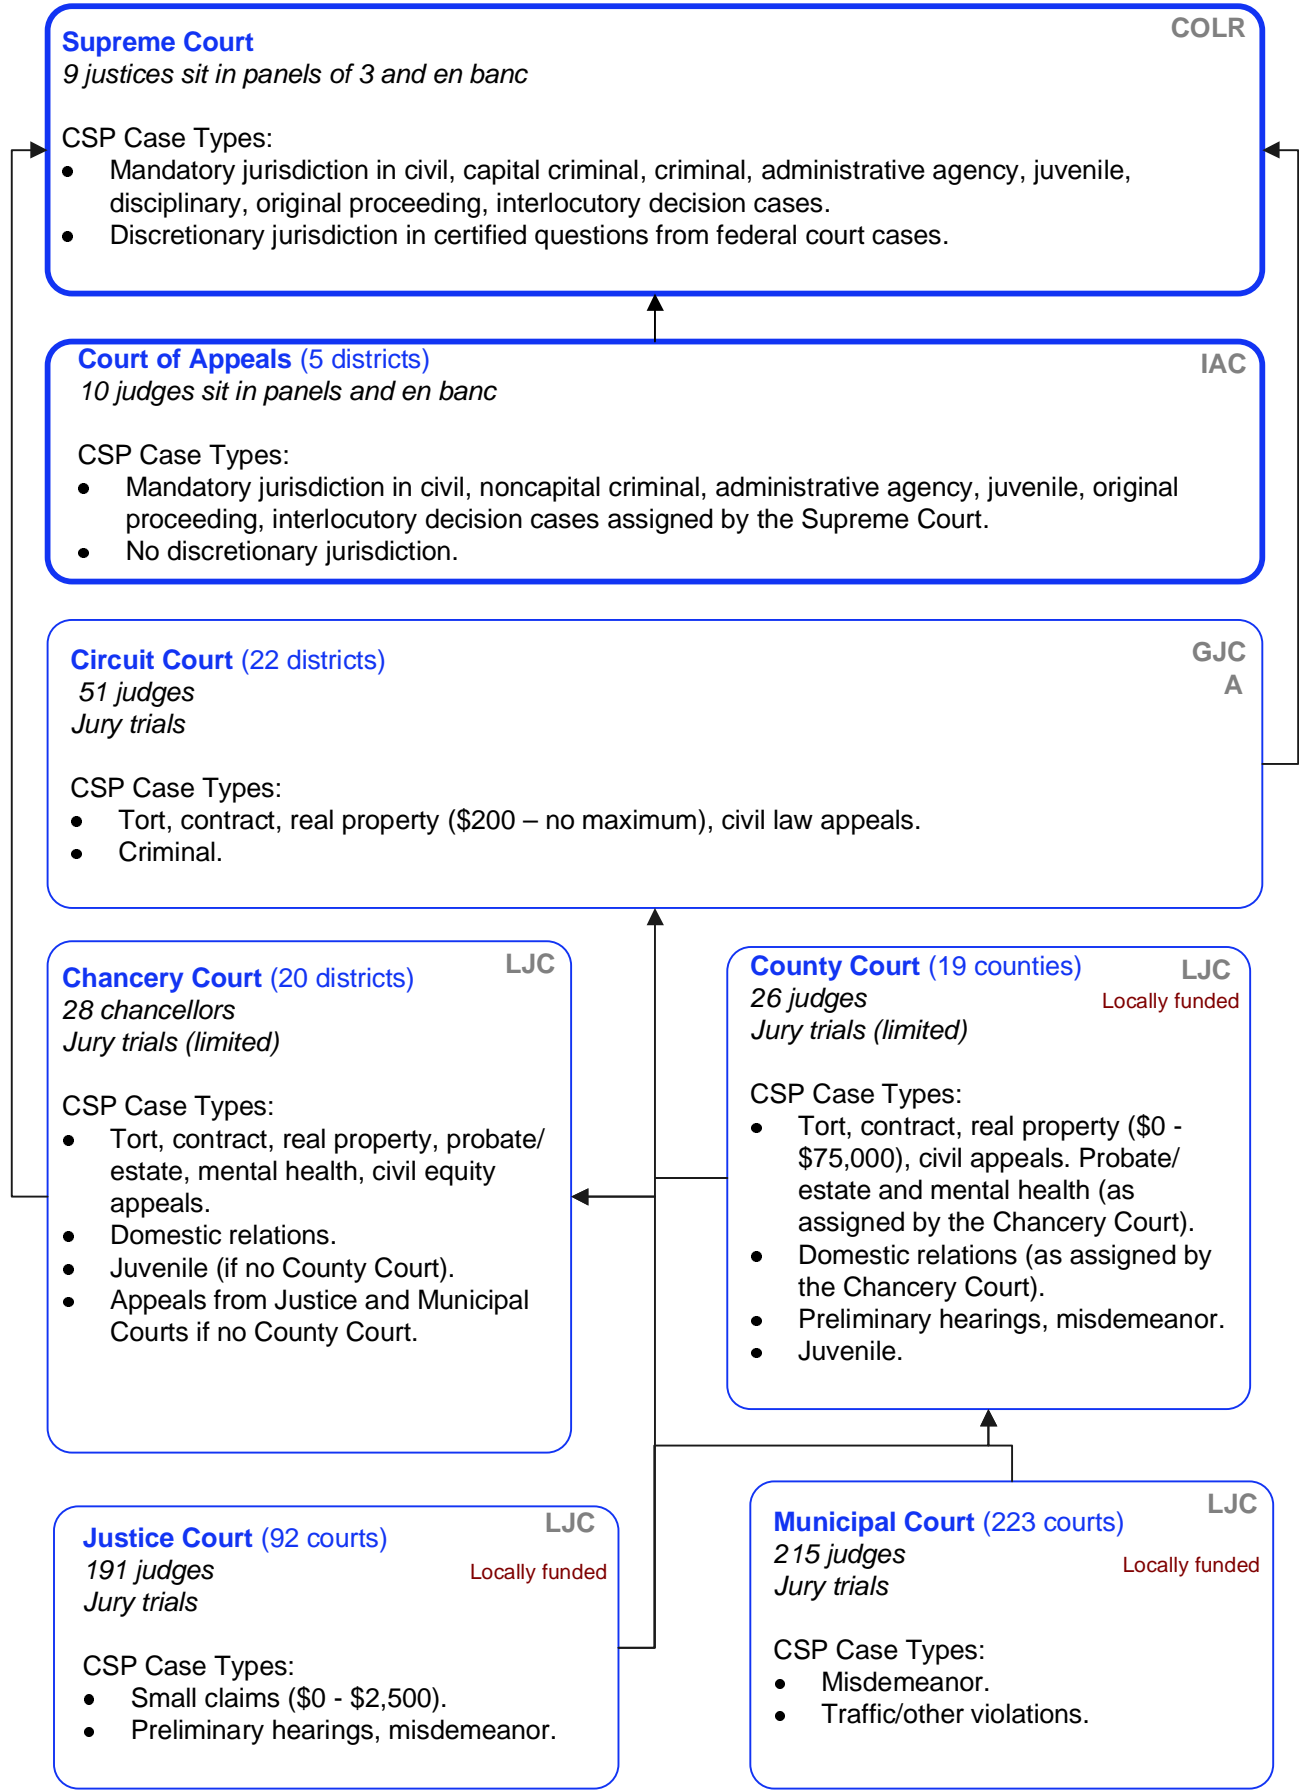 COLR
Supreme Court
9 justices sit in panels of 3 and en banc
CSP Case Types:
● Mandatory jurisdiction in civil, capital criminal, criminal, administrative agency, juvenile,
disciplinary, original proceeding, interlocutory decision cases.
● Discretionary jurisdiction in certified questions from federal court cases.
Court of Appeals (5 districts)
IAC
10 judges sit in panels and en banc
CSP Case Types:
● Mandatory jurisdiction in civil, noncapital criminal, administrative agency, juvenile, original
proceeding, interlocutory decision cases assigned by the Supreme Court.
● No discretionary jurisdiction.
Circuit Court (22 districts)
GJC
A
51 judges
Jury trials
CSP Case Types:
● Tort, contract, real property ($200 – no maximum), civil law appeals.
● Criminal.
Chancery Court (20 districts)
LJC
28 chancellors
Jury trials (limited)
CSP Case Types:
● Tort, contract, real property, probate/
estate, mental health, civil equity
appeals.
● Domestic relations.
● Juvenile (if no County Court).
● Appeals from Justice and Municipal
Courts if no County Court.
County Court (19 counties)
LJC
26 judges
Locally funded
Jury trials (limited)
CSP Case Types:
● Tort, contract, real property ($0 -
$75,000), civil appeals. Probate/
estate and mental health (as
assigned by the Chancery Court).
● Domestic relations (as assigned by
the Chancery Court).
● Preliminary hearings, misdemeanor.
● Juvenile.
Justice Court (92 courts)
LJC
191 judges
Locally funded
Jury trials
CSP Case Types:
● Small claims ($0 - $2,500).
● Preliminary hearings, misdemeanor.
Municipal Court (223 courts)
LJC
215 judges
Locally funded
Jury trials
CSP Case Types:
● Misdemeanor.
● Traffic/other violations.